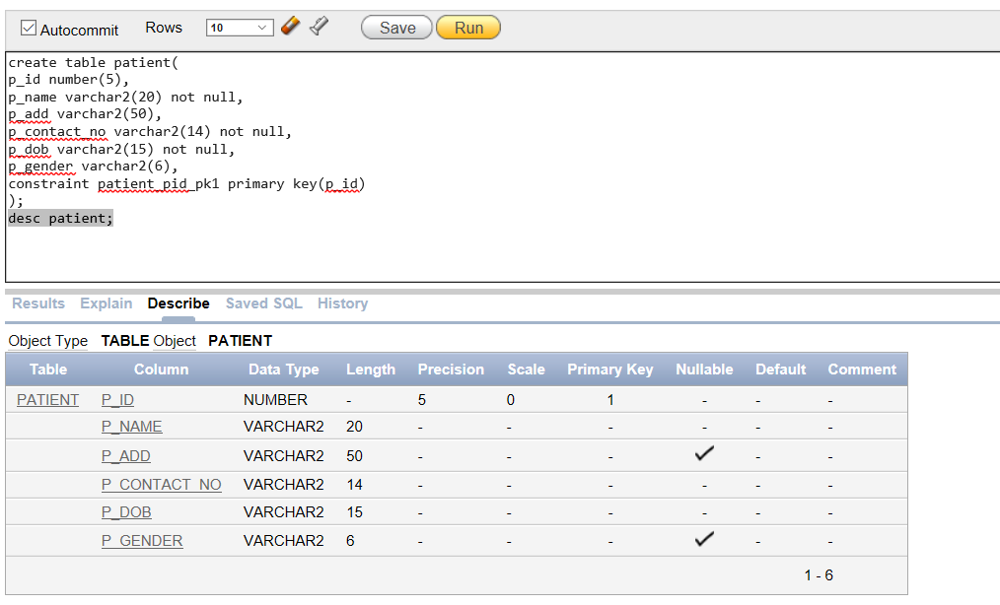 Autocommit Rows 10 Save Run
create table patient(
p_id number(5),
p_name varchar2(20) not null,
p_add varchar2(50),
p_contact_no varchar2(14) not null,
p_dob varchar2(15) not null,
p_gender varchar2(6),
constraint patient_pid_pk1 primary key(p_id)
);
desc patient;
Results Explain Describe Saved SQL History
Object Type TABLE Object PATIENT
Table Column Data Type Length Precision Scale Primary Key Nullable Default Comment
PATIENT P_ID NUMBER - 5 0 1 - - -
P_NAME VARCHAR2 20 - - - - - -
P_ADD VARCHAR2 50 - - - ✓ - -
P_CONTACT_NO VARCHAR2 14 - - - - - -
P_DOB VARCHAR2 15 - - - - - -
P_GENDER VARCHAR2 6 - - - ✓ - -
1 - 6